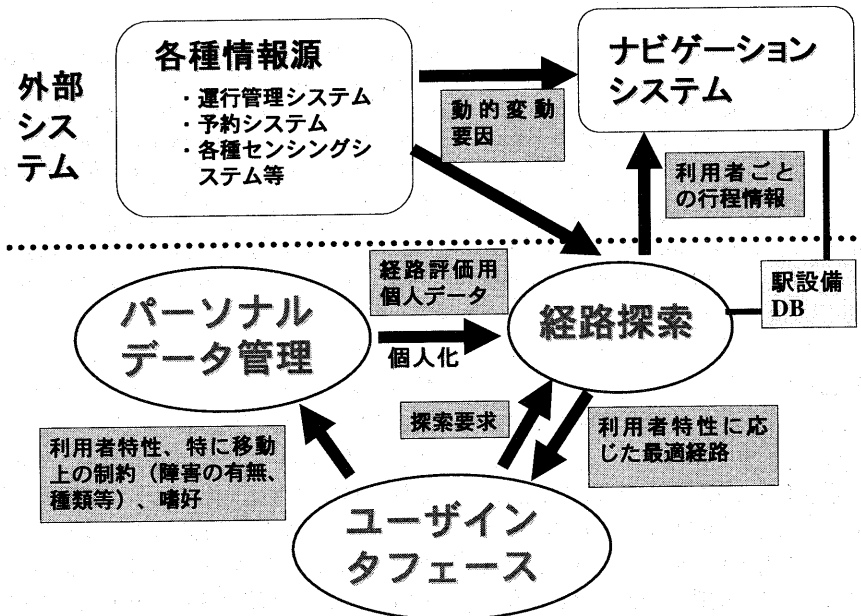 外部
シス
テム
各種情報源
・運行管理システム
・予約システム
・各種センシングシ
ステム等
動的変動
要因
ナビゲーション
システム
利用者ごと
の行程情報
経路評価用
個人データ
パーソナル
データ管理
個人化
経路探索
駅設備
DB
利用者特性、特に移動
上の制約(障害の有無、
種類等)、嗜好
探索要求
利用者特性に応
じた最適経路
ユーザイン
タフェース